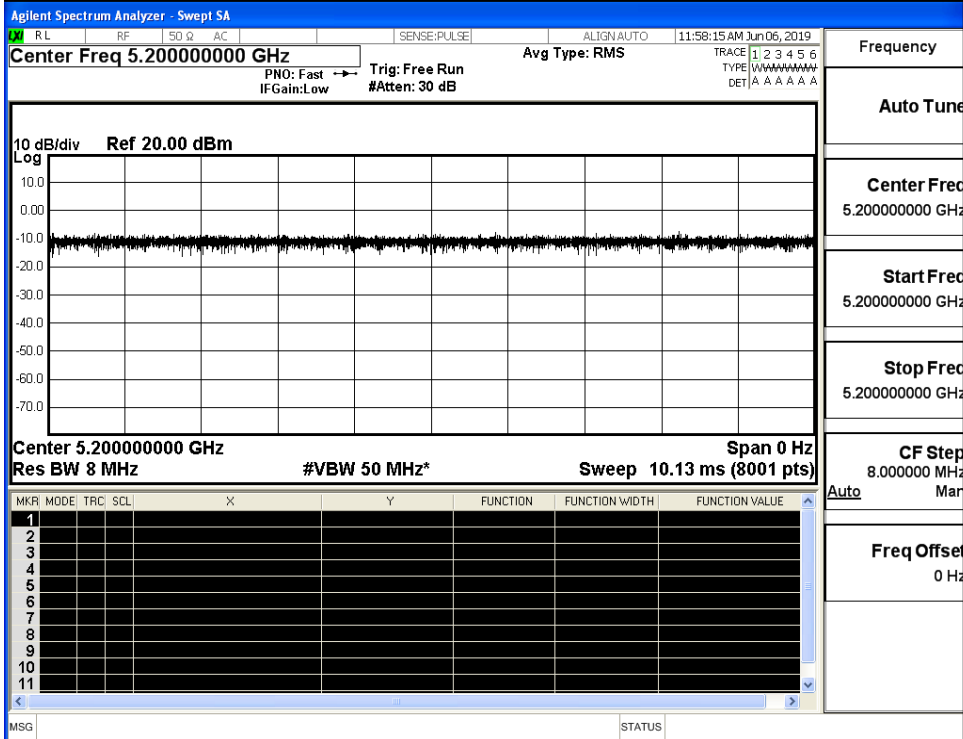 Agilent Spectrum Analyzer - Swept SA
LXI RL RF 50 Ω AC SENSE:PULSE ALIGN AUTO 11:58:15 AM Jun 06, 2019
Center Freq 5.200000000 GHz
Avg Type: RMS
TRACE 1 2 3 4 5 6
PNO: Fast
Trig: Free Run
TYPE WWWWWW
IFGain:Low
#Atten: 30 dB
DET A A A A A A
10 dB/div Ref 20.00 dBm
Log
10.0
0.00
-10.0
-20.0
-30.0
-40.0
-50.0
-60.0
-70.0
Center 5.200000000 GHz Span 0 Hz
Res BW 8 MHz #VBW 50 MHz* Sweep 10.13 ms (8001 pts)
MKR MODE TRC SCL X Y FUNCTION FUNCTION WIDTH FUNCTION VALUE
1
2
3
4
5
6
7
8
9
10
11
MSG STATUS
Frequency
Auto Tune
Center Freq
5.200000000 GHz
Start Freq
5.200000000 GHz
Stop Freq
5.200000000 GHz
CF Step
8.000000 MHz
Auto Man
Freq Offset
0 Hz